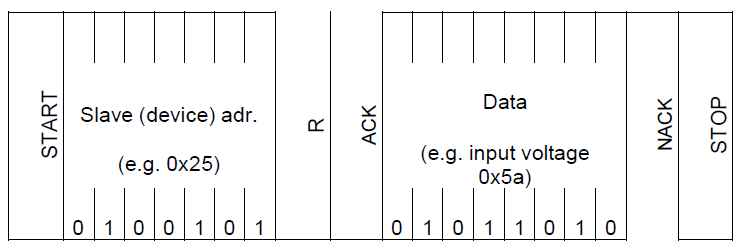 START
Slave (device) adr.
(e.g. 0x25)
0 1 0 0 1 0 1
R
ACK
Data
(e.g. input voltage
0x5a)
0 1 0 1 1 0 1 0
NACK
STOP